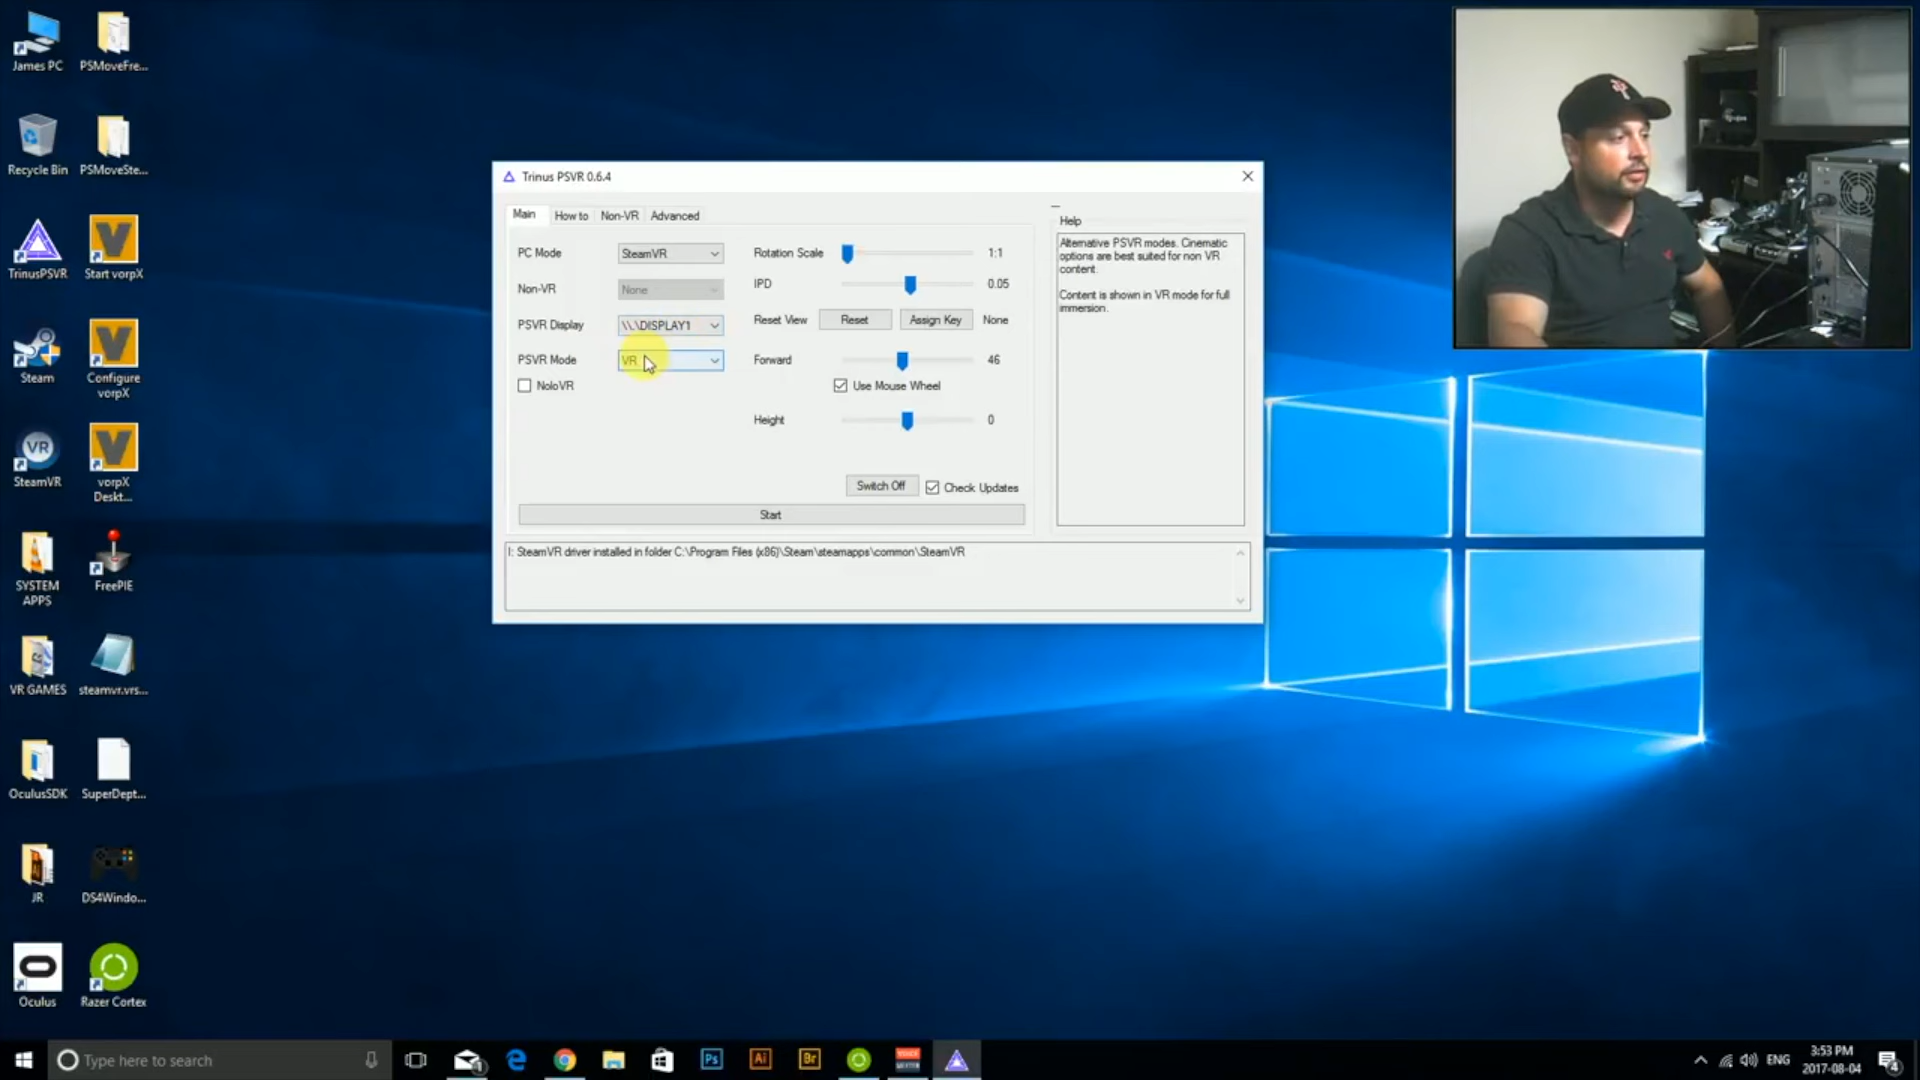 James PC
PSMoveFre...
Recycle Bin
PSMoveSte...
TrinusPSVR
Start vorpX
Steam
Configure
vorpX
VR
SteamVR
vorpX
Deskt...
SYSTEM
APPS
FreePIE
VR GAMES
steamvr.vrs...
OculusSDK
SuperDept...
JR
DS4Windo...
Oculus
Razer Cortex
Trinus PSVR 0.6.4
Main
How to
Non-VR
Advanced
PC Mode
SteamVR
Non-VR
None
PSVR Display
\\.\DISPLAY1
PSVR Mode
VR
NoloVR
Rotation Scale
1:1
IPD
0.05
Reset View
Reset
Assign Key
None
Forward
46
Use Mouse Wheel
Height
0
Switch Off
Check Updates
Start
Help
Alternative PSVR modes. Cinematic
options are best suited for non VR
content.
Content is shown in VR mode for full
immersion.
I: SteamVR driver installed in folder C:\Program Files (x86)\Steam\steamapps\common\SteamVR
Type here to search
1
Ps
Ai
Br
ENG
3:53 PM
2017-08-04
4